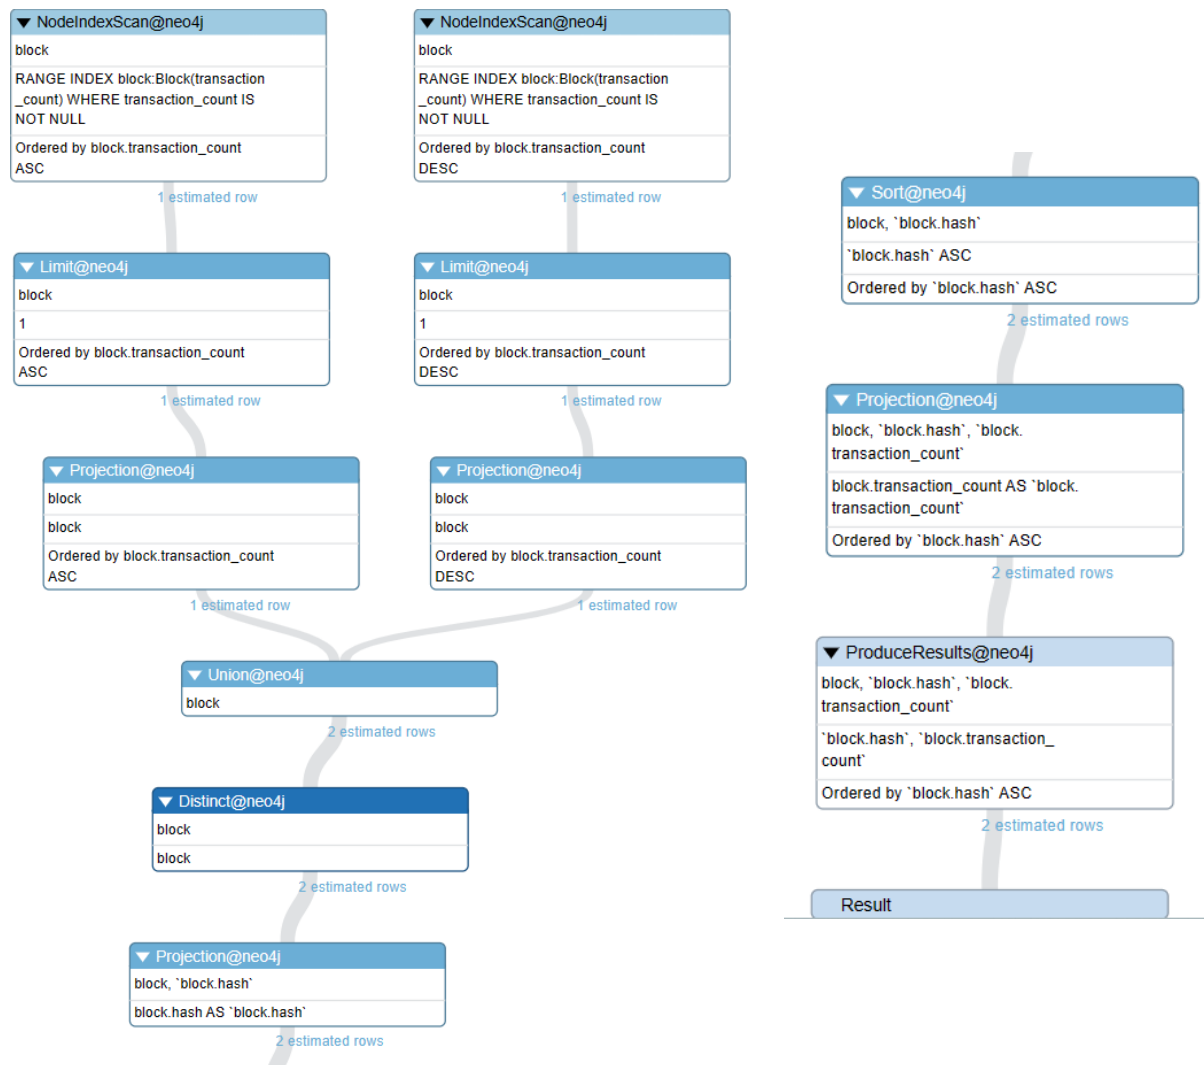 NodeIndexScan@neo4j
block
RANGE INDEX block:Block(transaction
_count) WHERE transaction_count IS
NOT NULL
Ordered by block.transaction_count
ASC
1 estimated row
Limit@neo4j
block
1
Ordered by block.transaction_count
ASC
1 estimated row
Projection@neo4j
block
block
Ordered by block.transaction_count
ASC
1 estimated row
NodeIndexScan@neo4j
block
RANGE INDEX block:Block(transaction
_count) WHERE transaction_count IS
NOT NULL
Ordered by block.transaction_count
DESC
1 estimated row
Limit@neo4j
block
1
Ordered by block.transaction_count
DESC
1 estimated row
Projection@neo4j
block
block
Ordered by block.transaction_count
DESC
1 estimated row
Union@neo4j
block
2 estimated rows
Distinct@neo4j
block
block
2 estimated rows
Projection@neo4j
block, `block.hash`
block.hash AS `block.hash`
2 estimated rows
Sort@neo4j
block, `block.hash`
`block.hash` ASC
Ordered by `block.hash` ASC
2 estimated rows
Projection@neo4j
block, `block.hash`, `block.
transaction_count`
block.transaction_count AS `block.
transaction_count`
Ordered by `block.hash` ASC
2 estimated rows
ProduceResults@neo4j
block, `block.hash`, `block.
transaction_count`
`block.hash`, `block.transaction_
count`
Ordered by `block.hash` ASC
2 estimated rows
Result